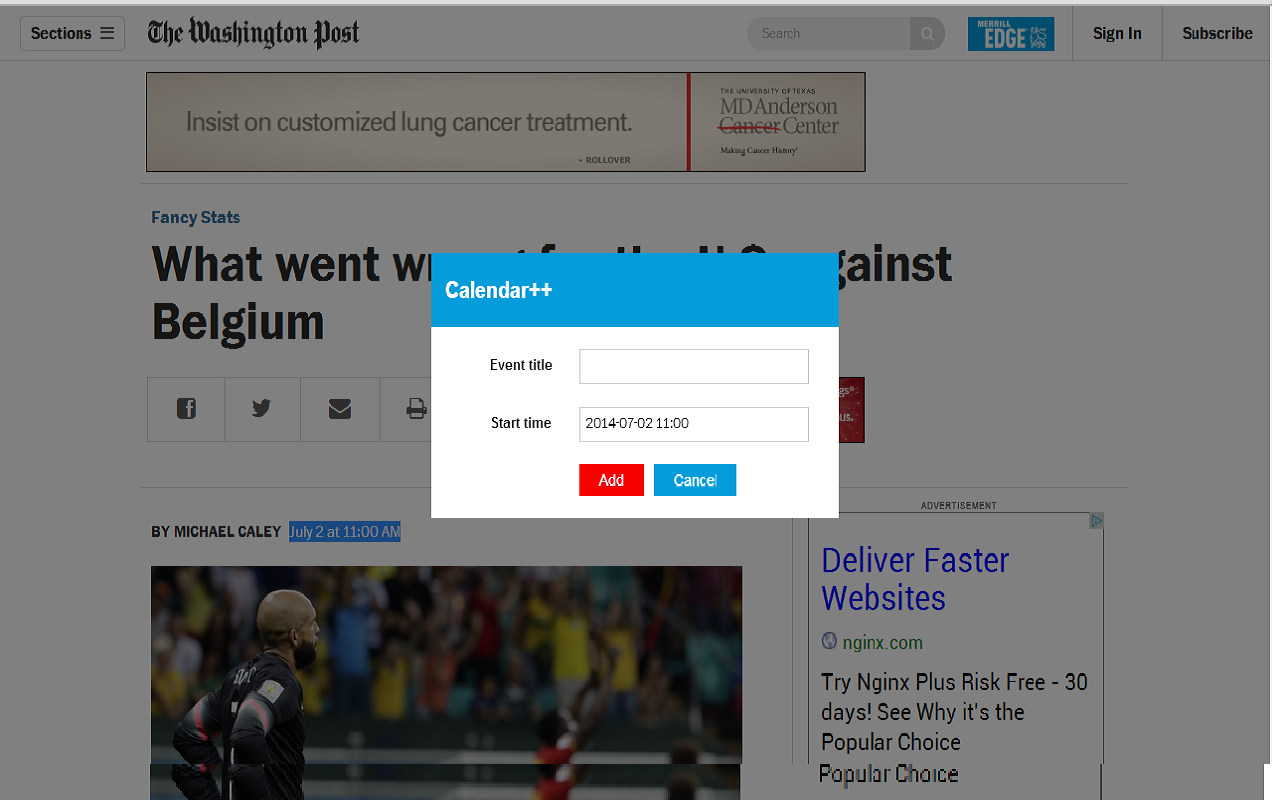 Sections
The Washington Post
Search
MERRILL
EDGE
Sign In
Subscribe
Insist on customized lung cancer treatment.
- ROLLOVER
THE UNIVERSITY OF TEXAS
MD Anderson
Cancer Center
Making Cancer History®
Fancy Stats
What went against
Belgium
Calendar++
Event title
Start time
2014-07-02 11:00
Add
Cancel
BY MICHAEL CALEY July 2 at 11:00 AM
ADVERTISEMENT
Deliver Faster
Websites
nginx.com
Try Nginx Plus Risk Free - 30
days! See Why it's the
Popular Choice
Popular Choice